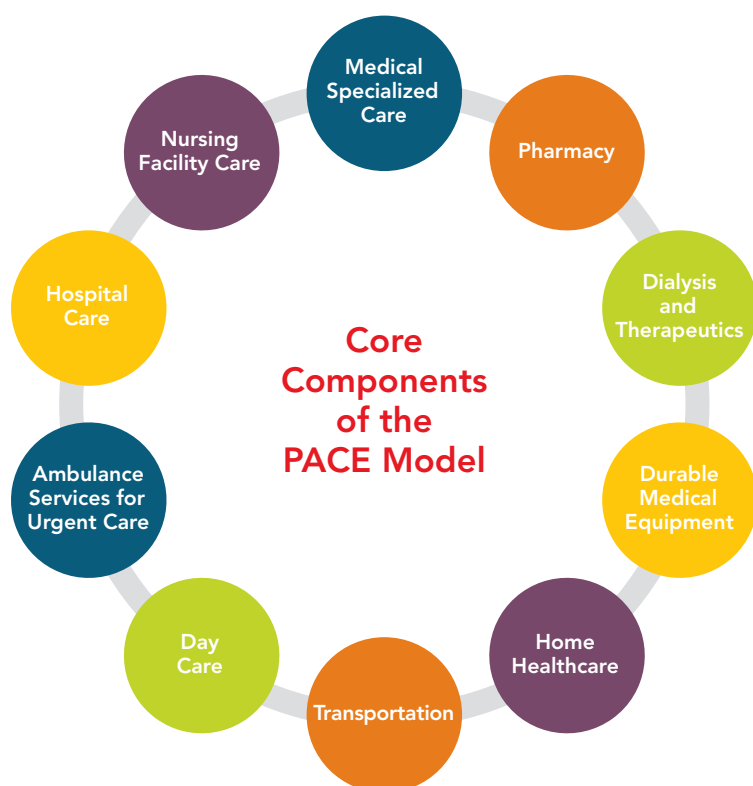 Medical
Specialized
Care
Pharmacy
Dialysis
and
Therapeutics
Durable
Medical
Equipment
Home
Healthcare
Transportation
Day
Care
Ambulance
Services for
Urgent Care
Hospital
Care
Nursing
Facility Care
Core
Components
of the
PACE Model